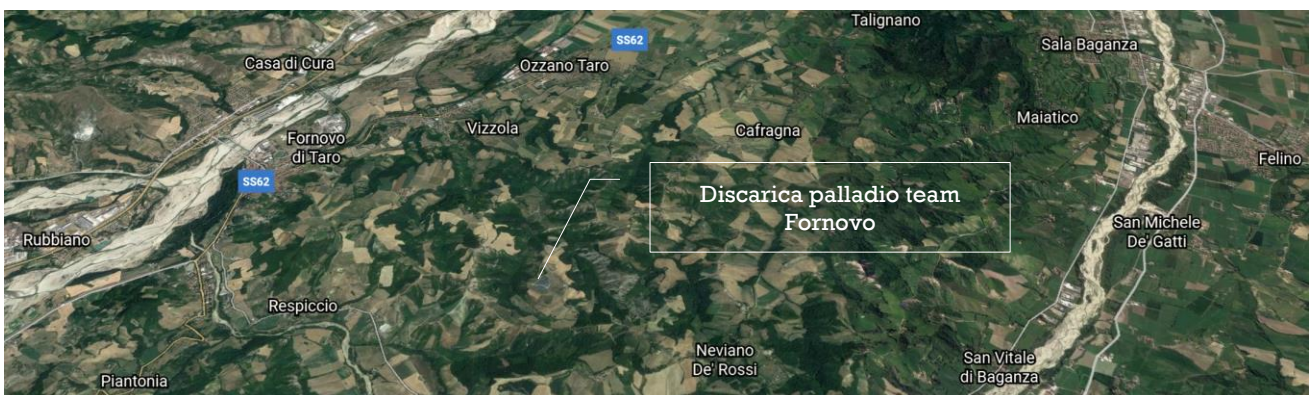 Talignano
SS62
Sala Baganza
Casa di Cura
Ozzano Taro
Maiatico
Vizzola
Cafragna
Fornovo
di Taro
Felino
SS62
Discarica palladio team
Fornovo
San Michele
De' Gatti
Rubbiano
Respiccio
Neviano
De' Rossi
San Vitale
di Baganza
Piantonia